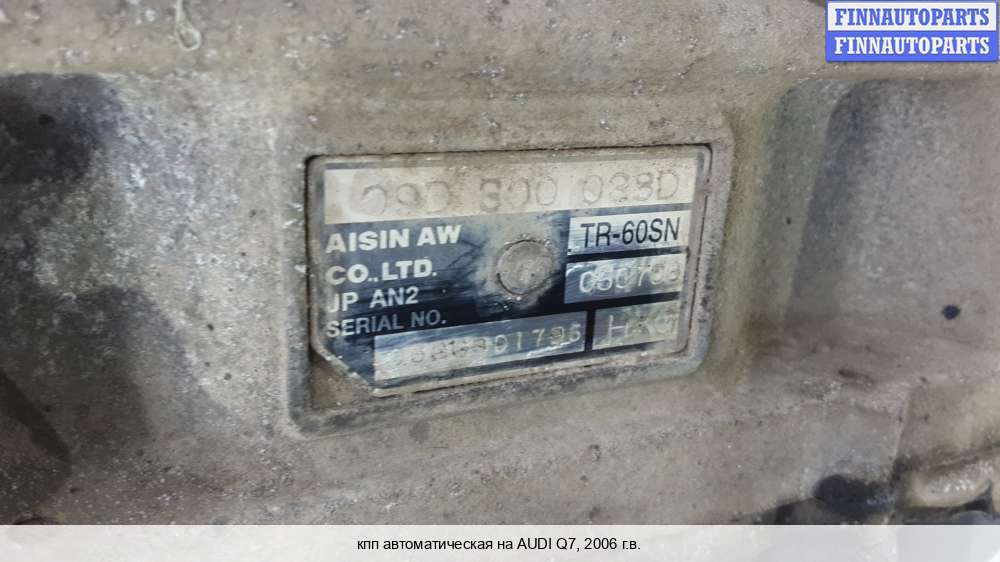 FINNAUTOPARTS
FINNAUTOPARTS
09D 300 038D
AISIN AW
CO.,LTD.
JP AN2
SERIAL NO.
TR-60SN
HXG
кпп автоматическая на AUDI Q7, 2006 г.в.